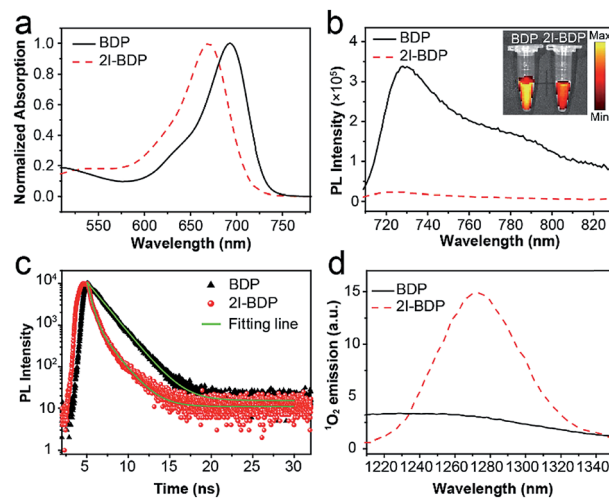 a
BDP
2I-BDP
Normalized Absorption
1.0
0.8
0.6
0.4
0.2
0.0
550
600
650
700
750
Wavelength (nm)
b
BDP
2I-BDP
BDP 2I-BDP
Max
Min
PL Intensity (×10⁵)
4
3
2
1
0
720
740
760
780
800
820
Wavelength (nm)
c
BDP
2I-BDP
Fitting line
PL Intensity
10⁴
10³
10²
10
1
5
10
15
20
25
30
Time (ns)
d
BDP
2I-BDP
¹O₂ emission (a.u.)
15
10
5
0
1240
1260
1280
1300
1320
1340
1220
Wavelength (nm)